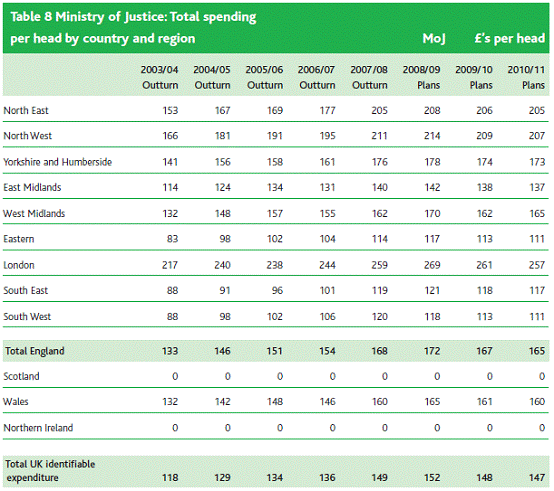 Table 8 Ministry of Justice: Total spending
per head by country and region MoJ £'s per head
2003/04 2004/05 2005/06 2006/07 2007/08 2008/09 2009/10 2010/11
Outturn Outturn Outturn Outturn Outturn Plans Plans Plans
North East 153 167 169 177 205 208 206 205
North West 166 181 191 195 211 214 209 207
Yorkshire and Humberside 141 156 158 161 176 178 174 173
East Midlands 114 124 134 131 140 142 138 137
West Midlands 132 148 157 155 162 170 162 165
Eastern 83 98 102 104 114 117 113 111
London 217 240 238 244 259 269 261 257
South East 88 91 96 101 119 121 118 117
South West 88 98 102 106 120 118 113 111
Total England 133 146 151 154 168 172 167 165
Scotland 0 0 0 0 0 0 0 0
Wales 132 142 148 146 160 165 161 160
Northern Ireland 0 0 0 0 0 0 0 0
Total UK identifiable
expenditure 118 129 134 136 149 152 148 147